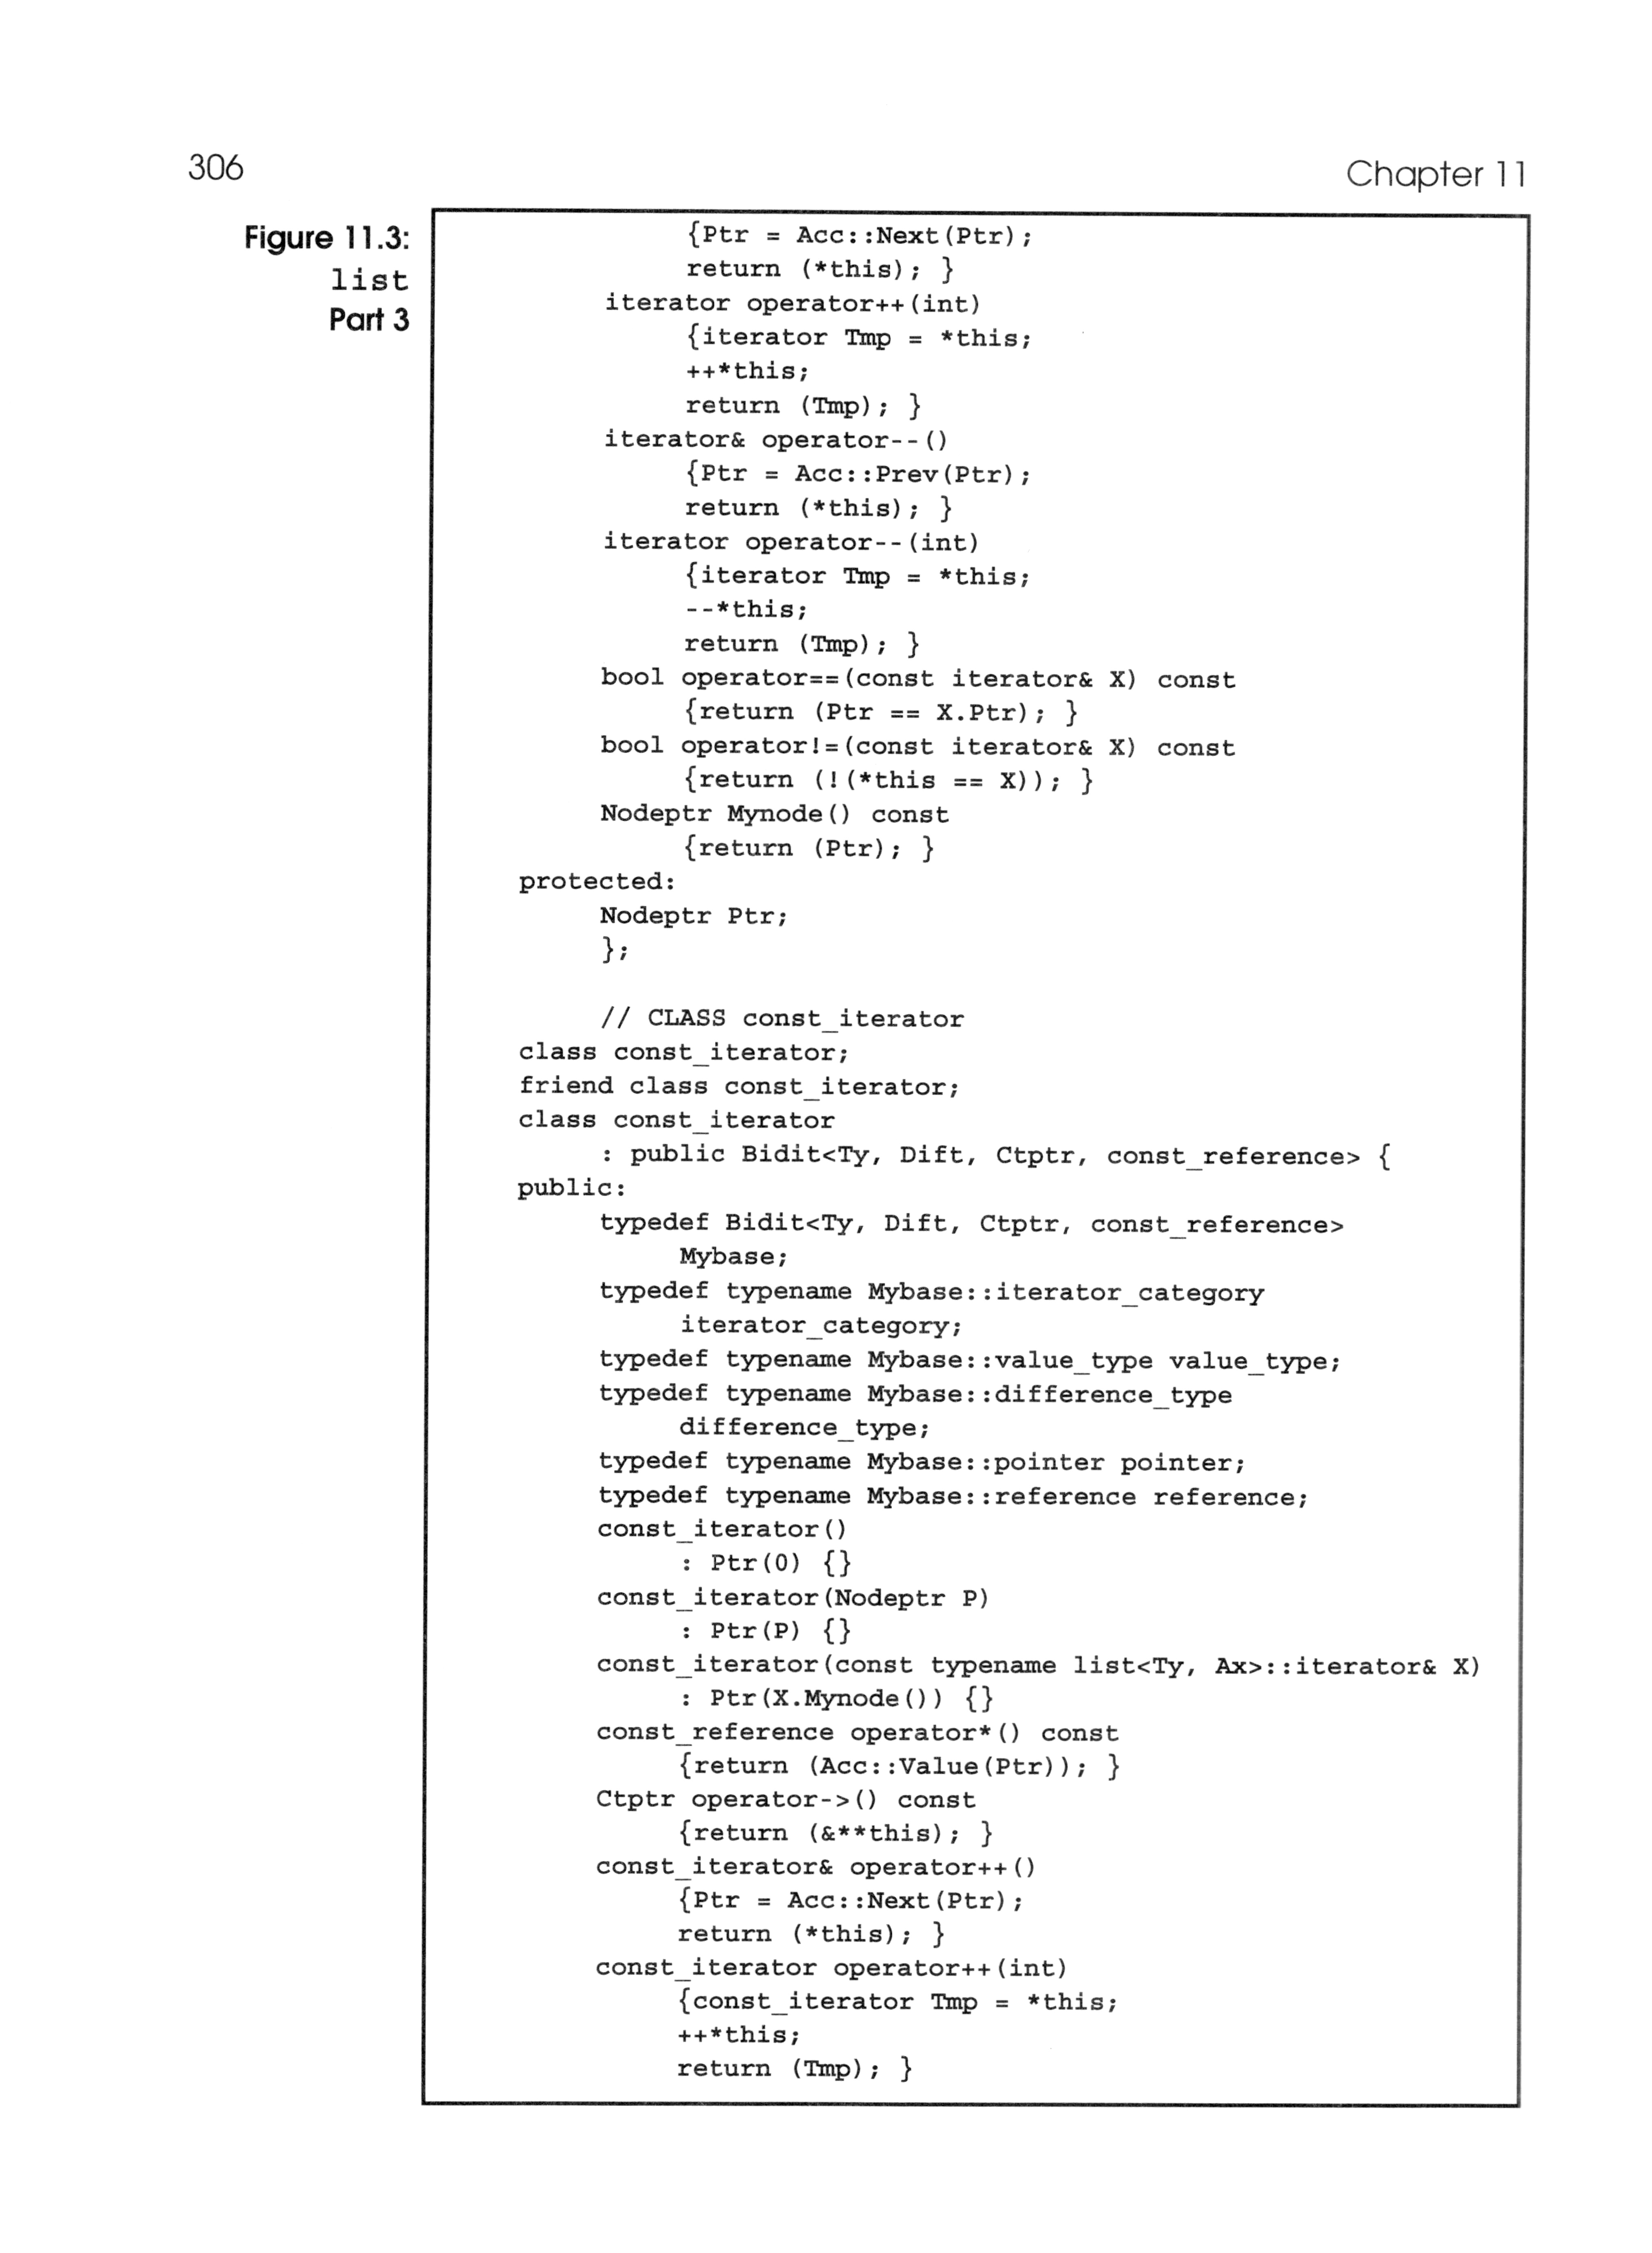 306
Chapter 11
Figure 11.3:
list
Part 3
{Ptr = Acc::Next(Ptr);
return (*this); }
iterator operator++(int)
{iterator Tmp = *this;
++*this;
return (Tmp); }
iterator& operator--()
{Ptr = Acc::Prev(Ptr);
return (*this); }
iterator operator--(int)
{iterator Tmp = *this;
--*this;
return (Tmp); }
bool operator==(const iterator& X) const
{return (Ptr == X.Ptr); }
bool operator!=(const iterator& X) const
{return (!(*this == X)); }
Nodeptr Mynode() const
{return (Ptr); }
protected:
Nodeptr Ptr;
};
// CLASS const_iterator
class const_iterator;
friend class const_iterator;
class const_iterator
: public Bidit<Ty, Dift, Ctptr, const_reference> {
public:
typedef Bidit<Ty, Dift, Ctptr, const_reference>
Mybase;
typedef typename Mybase::iterator_category
iterator_category;
typedef typename Mybase::value_type value_type;
typedef typename Mybase::difference_type
difference_type;
typedef typename Mybase::pointer pointer;
typedef typename Mybase::reference reference;
const_iterator()
: Ptr(0) {}
const_iterator(Nodeptr P)
: Ptr(P) {}
const_iterator(const typename list<Ty, Ax>::iterator& X)
: Ptr(X.Mynode()) {}
const_reference operator*() const
{return (Acc::Value(Ptr)); }
Ctptr operator->() const
{return (&**this); }
const_iterator& operator++()
{Ptr = Acc::Next(Ptr);
return (*this); }
const_iterator operator++(int)
{const_iterator Tmp = *this;
++*this;
return (Tmp); }